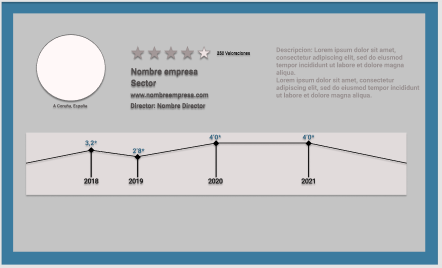 250 Valoraciones
Nombre empresa
Sector
www.nombreempresa.com
Director: Nombre Director
A Coruña, España
Descripcion: Lorem ipsum dolor sit amet,
consectetur adipiscing elit, sed do eiusmod
tempor incididunt ut labore et dolore magna
aliqua.
Lorem ipsum dolor sit amet, consectetur
adipiscing elit, sed do eiusmod tempor incididunt
ut labore et dolore magna aliqua.
3,2*
2'8*
4'0*
4'0*
2018
2019
2020
2021